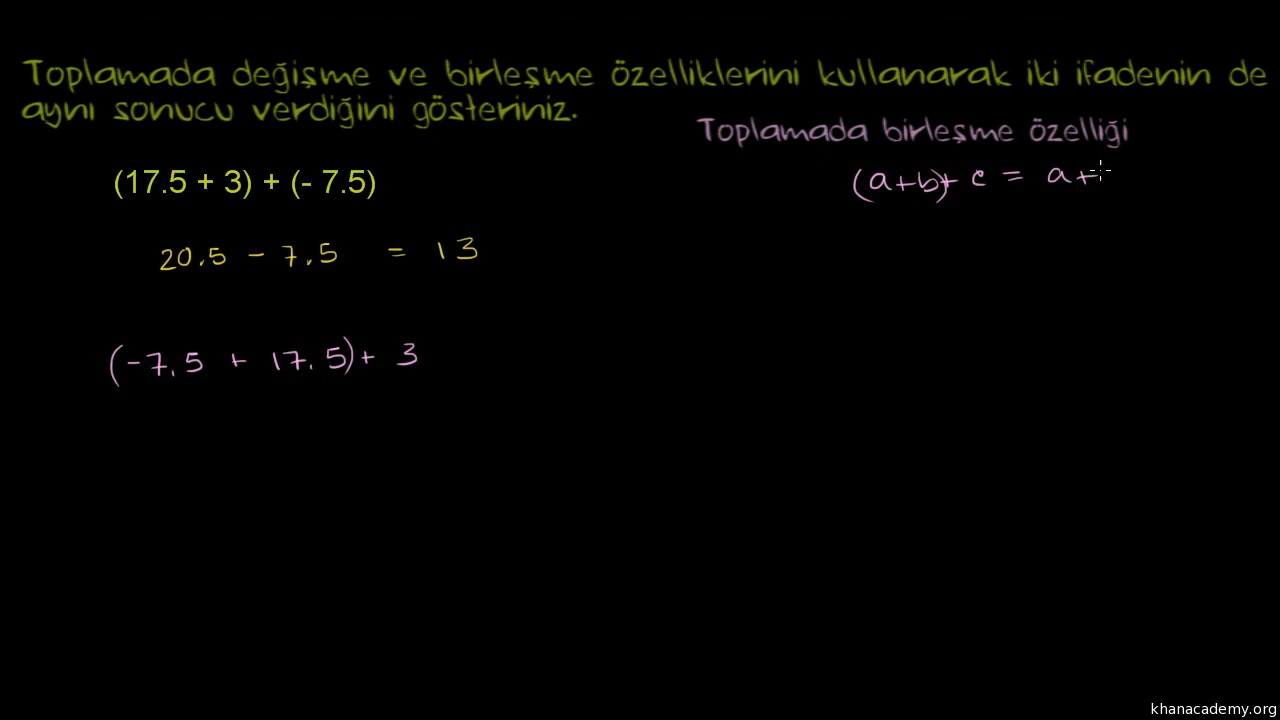 Toplamada değişme ve birleşme özelliklerini kullanarak iki ifadenin de
aynı sonucu verdiğini gösteriniz.
Toplamada birleşme özelliği
(17.5 + 3) + (- 7.5)
(a+b)+ c = a+
20.5 - 7.5 = 13
(-7.5 + 17.5)+ 3
khanacademy.org